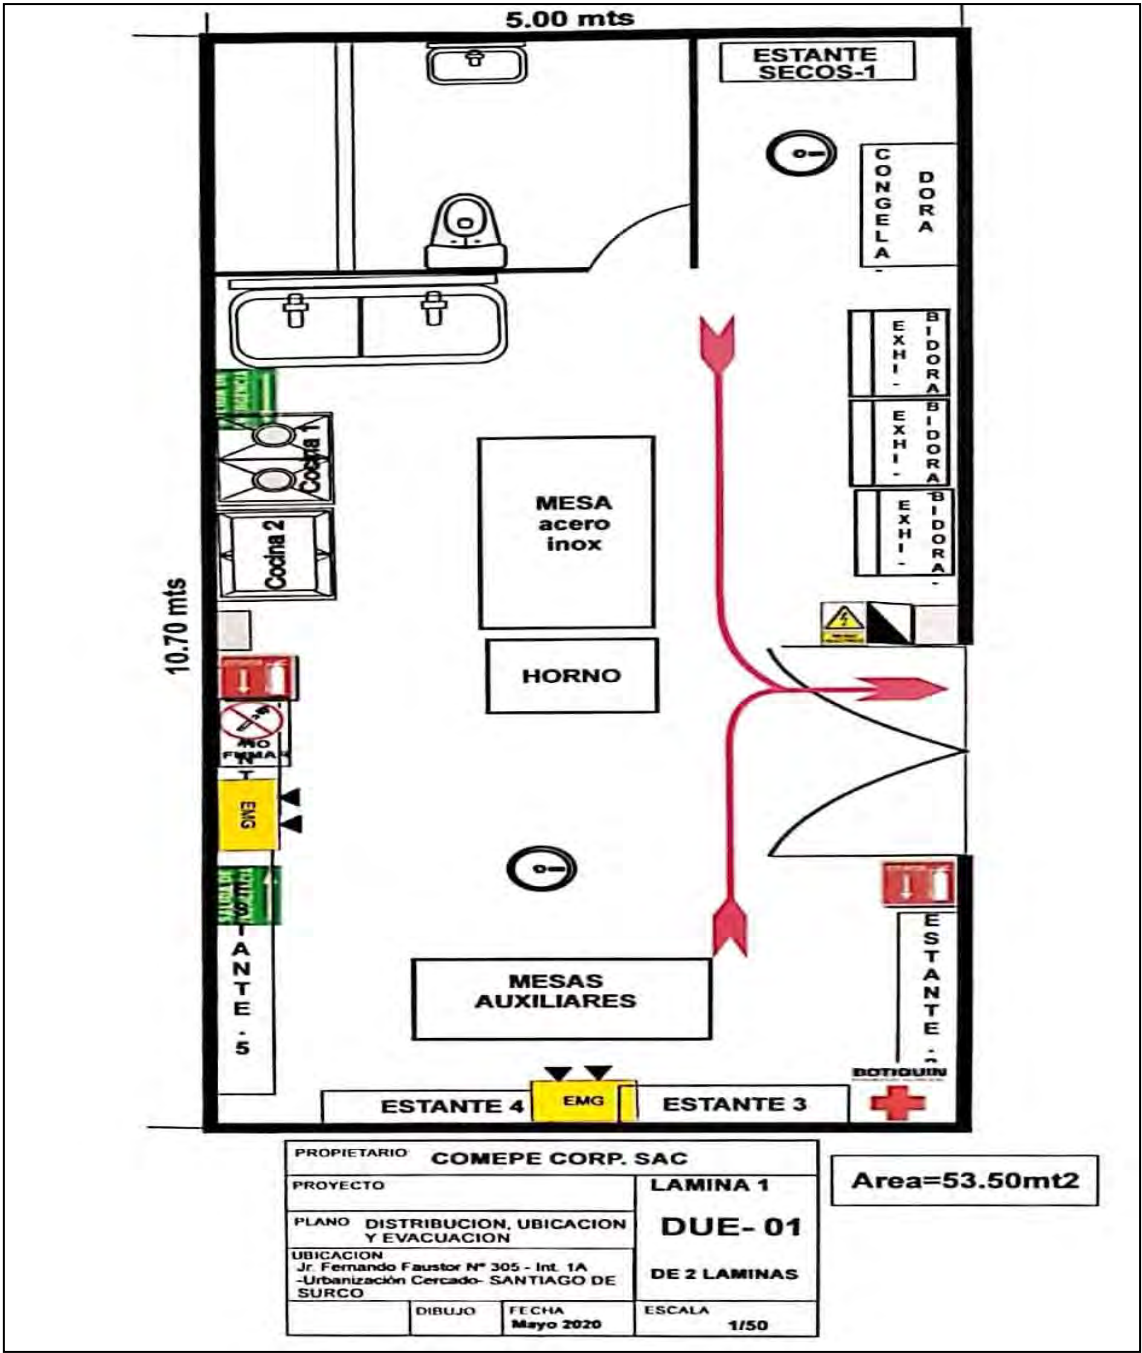 5.00 mts
ESTANTE
SECOS-1
CONGELA-
DORA
EXHI-
BIDORA
EXHI-
BIDORA
EXHI-
BIDORA-
Cocina 1
Cocina 2
MESA
acero
inox
HORNO
10.70 mts
NO
EMG
ANTE-5
MESAS
AUXILIARES
ESTANTE-
BOTIQUIN
ESTANTE 4
EMG
ESTANTE 3
PROPIETARIO COMEPE CORP. SAC
PROYECTO
LAMINA 1
PLANO DISTRIBUCION, UBICACION
Y EVACUACION
DUE- 01
UBICACION
Jr. Fernando Faustor Nº 305 - Int. 1A
-Urbanización Cercado- SANTIAGO DE
SURCO
DE 2 LAMINAS
DIBUJO
FECHA
Mayo 2020
ESCALA
1/50
Area=53.50mt2